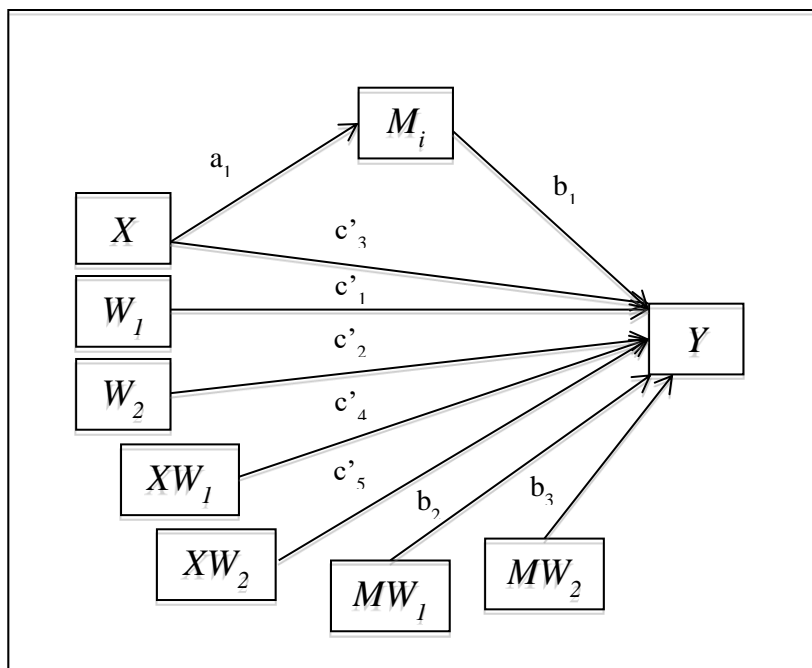 M_i
a_1
b_1
X
c’_3
W_1
c’_1
Y
c’_2
W_2
c’_4
XW_1
c’_5
b_2
b_3
XW_2
MW_1
MW_2